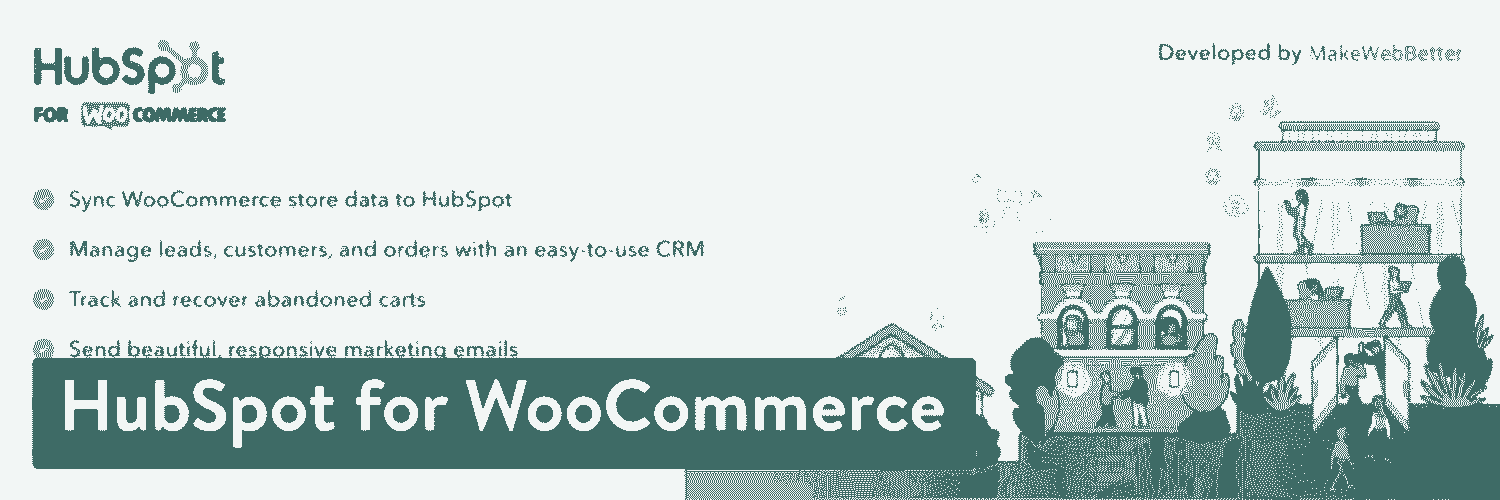 HubSpot
FOR WOO COMMERCE
Developed by MakeWebBetter
Sync WooCommerce store data to HubSpot
Manage leads, customers, and orders with an easy-to-use CRM
Track and recover abandoned carts
Send beautiful, responsive marketing emails
HubSpot for WooCommerce